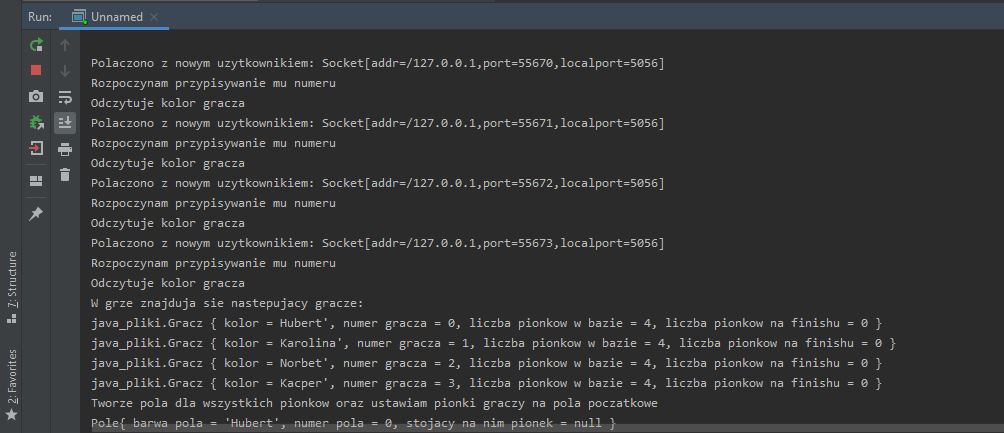 Run: Unnamed
Polaczono z nowym uzytkownikiem: Socket[addr=/127.0.0.1,port=55670,localport=5056]
Rozpoczynam przypisywanie mu numeru
Odczytuje kolor gracza
Polaczono z nowym uzytkownikiem: Socket[addr=/127.0.0.1,port=55671,localport=5056]
Rozpoczynam przypisywanie mu numeru
Odczytuje kolor gracza
Polaczono z nowym uzytkownikiem: Socket[addr=/127.0.0.1,port=55672,localport=5056]
Rozpoczynam przypisywanie mu numeru
Odczytuje kolor gracza
Polaczono z nowym uzytkownikiem: Socket[addr=/127.0.0.1,port=55673,localport=5056]
Rozpoczynam przypisywanie mu numeru
Odczytuje kolor gracza
W grze znajduja sie nastepujacy gracze:
java_pliki.Gracz { kolor = Hubert', numer gracza = 0, liczba pionkow w bazie = 4, liczba pionkow na finishu = 0 }
java_pliki.Gracz { kolor = Karolina', numer gracza = 1, liczba pionkow w bazie = 4, liczba pionkow na finishu = 0 }
java_pliki.Gracz { kolor = Norbet', numer gracza = 2, liczba pionkow w bazie = 4, liczba pionkow na finishu = 0 }
java_pliki.Gracz { kolor = Kacper', numer gracza = 3, liczba pionkow w bazie = 4, liczba pionkow na finishu = 0 }
Tworze pola dla wszystkich pionkow oraz ustawiam pionki graczy na pola poczatkowe
Pole{ barwa pola = 'Hubert', numer pola = 0, stojacy na nim pionek = null }
7: Structure
2: Favorites